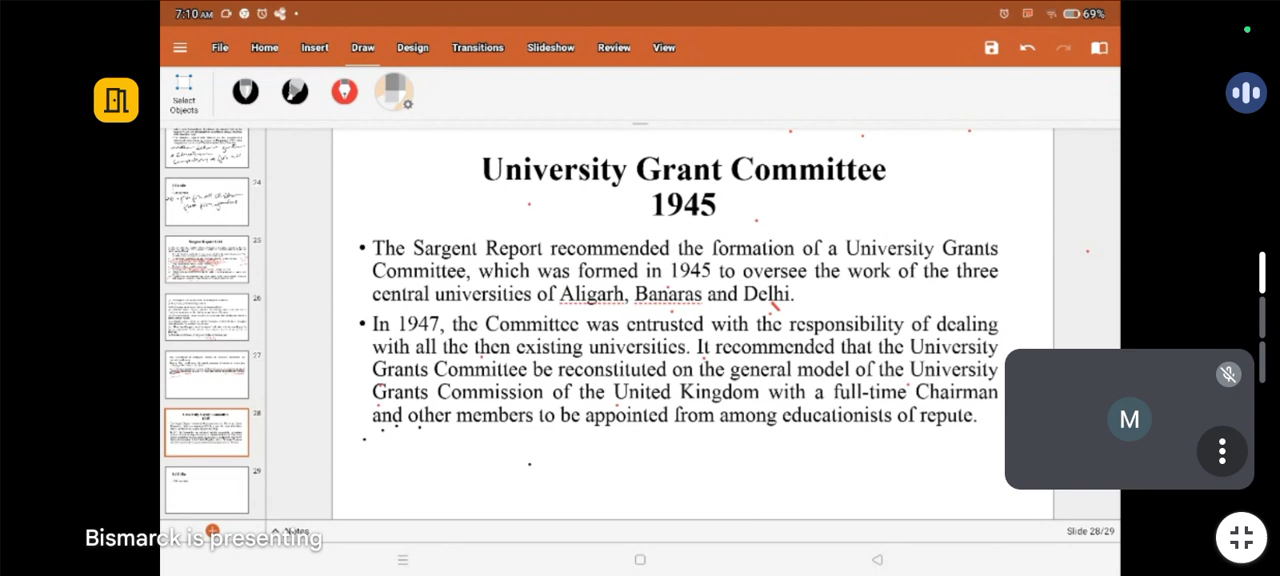 7:10 AM
69%
File Home Insert Draw Design Transitions Slideshow Review View
Select
Objects
24
25
26
27
28
29
University Grant Committee
1945
• The Sargent Report recommended the formation of a University Grants
Committee, which was formed in 1945 to oversee the work of the three
central universities of Aligarh, Banaras and Delhi.
• In 1947, the Committee was entrusted with the responsibility of dealing
with all the then existing universities. It recommended that the University
Grants Committee be reconstituted on the general model of the University
Grants Commission of the United Kingdom with a full-time Chairman
and other members to be appointed from among educationists of repute.
M
Notes
Slide 28/29
Bismarck is presenting